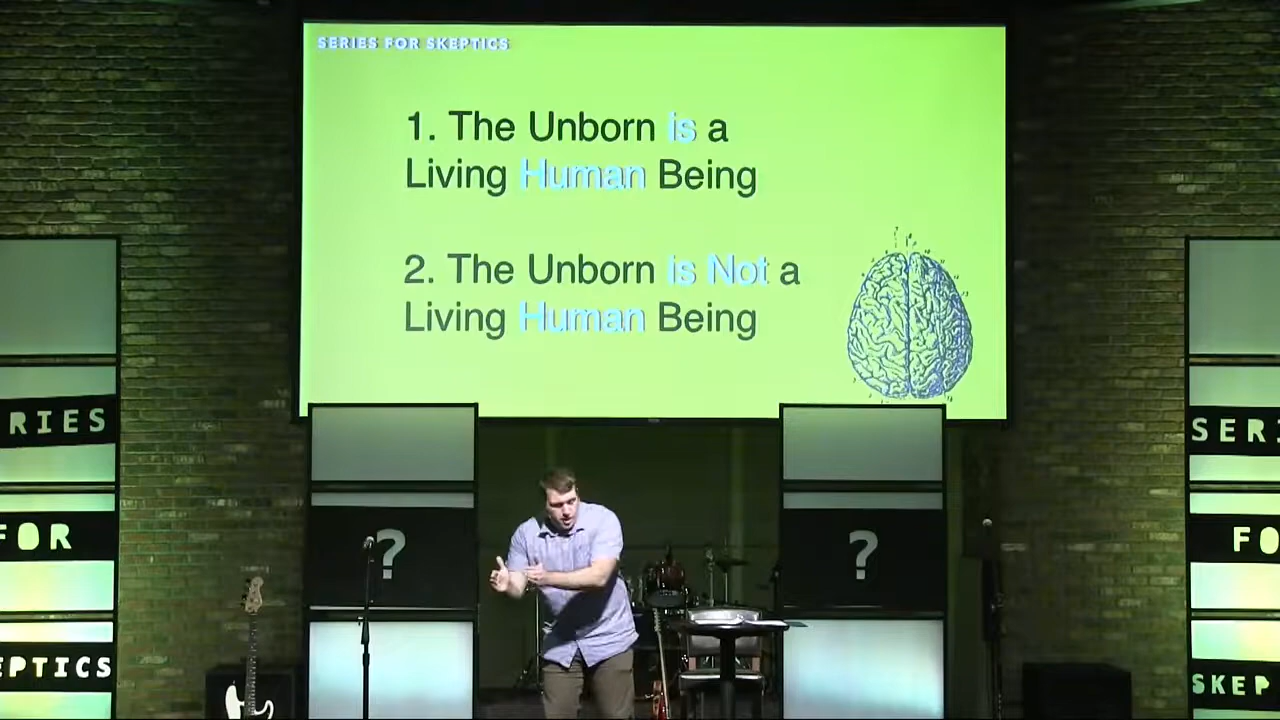 SERIES FOR SKEPTICS
1. The Unborn is a
Living Human Being
2. The Unborn is Not a
Living Human Being
RIES
FOR
EPTICS
?
?
SER
FO
SKEP